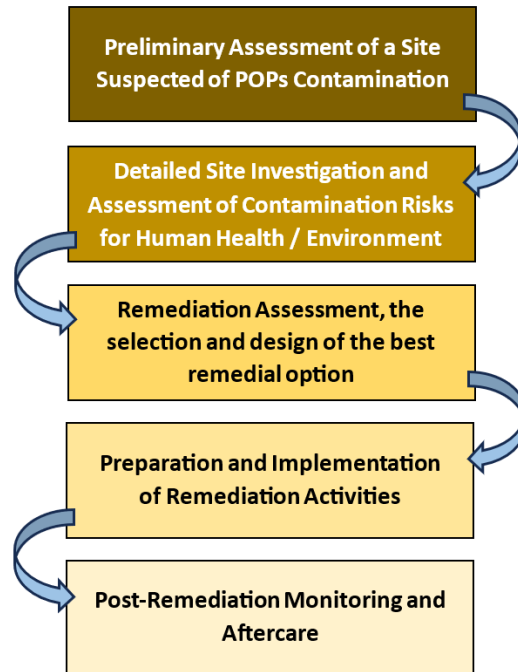 Preliminary Assessment of a Site
Suspected of POPs Contamination
Detailed Site Investigation and
Assessment of Contamination Risks
for Human Health / Environment
Remediation Assessment, the
selection and design of the best
remedial option
Preparation and Implementation
of Remediation Activities
Post-Remediation Monitoring and
Aftercare